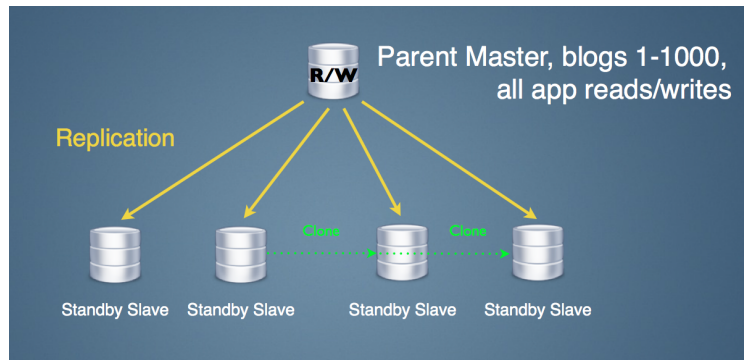 R/W
Parent Master, blogs 1-1000,
all app reads/writes
Replication
Clone
Clone
Standby Slave
Standby Slave
Standby Slave
Standby Slave